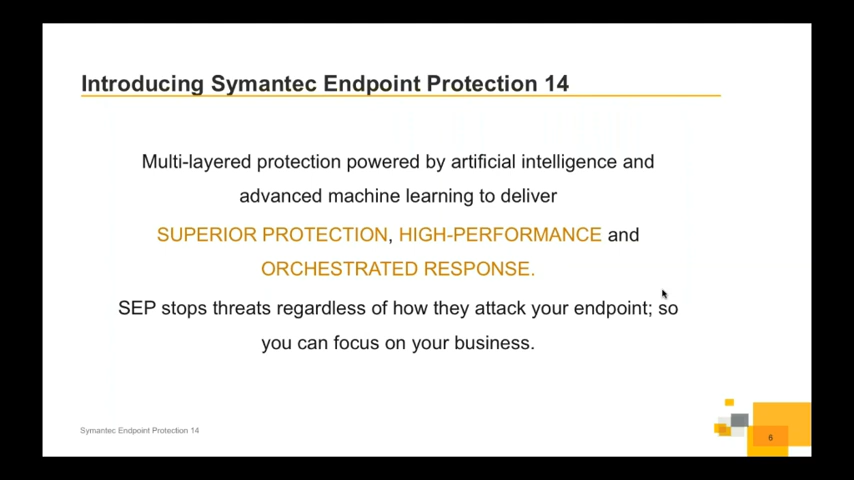 Introducing Symantec Endpoint Protection 14
Multi-layered protection powered by artificial intelligence and
advanced machine learning to deliver
SUPERIOR PROTECTION, HIGH-PERFORMANCE and
ORCHESTRATED RESPONSE.
SEP stops threats regardless of how they attack your endpoint; so
you can focus on your business.
Symantec Endpoint Protection 14
6